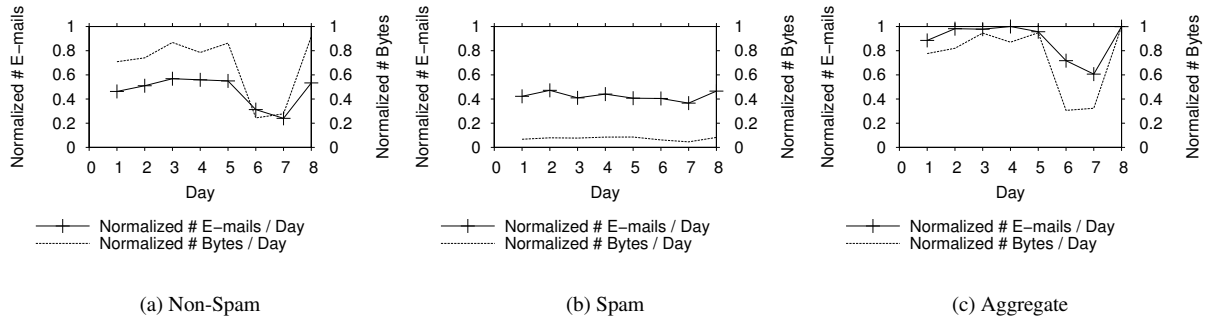 Normalized # E-mails
1
0.8
0.6
0.4
0.2
0
0 1 2 3 4 5 6 7 8
Day
1
0.8
0.6
0.4
0.2
0
Normalized # Bytes
Normalized # E-mails / Day
Normalized # Bytes / Day
(a) Non-Spam
Normalized # E-mails
1
0.8
0.6
0.4
0.2
0
0 1 2 3 4 5 6 7 8
Day
1
0.8
0.6
0.4
0.2
0
Normalized # Bytes
Normalized # E-mails / Day
Normalized # Bytes / Day
(b) Spam
Normalized # E-mails
1
0.8
0.6
0.4
0.2
0
0 1 2 3 4 5 6 7 8
Day
1
0.8
0.6
0.4
0.2
0
Normalized # Bytes
Normalized # E-mails / Day
Normalized # Bytes / Day
(c) Aggregate